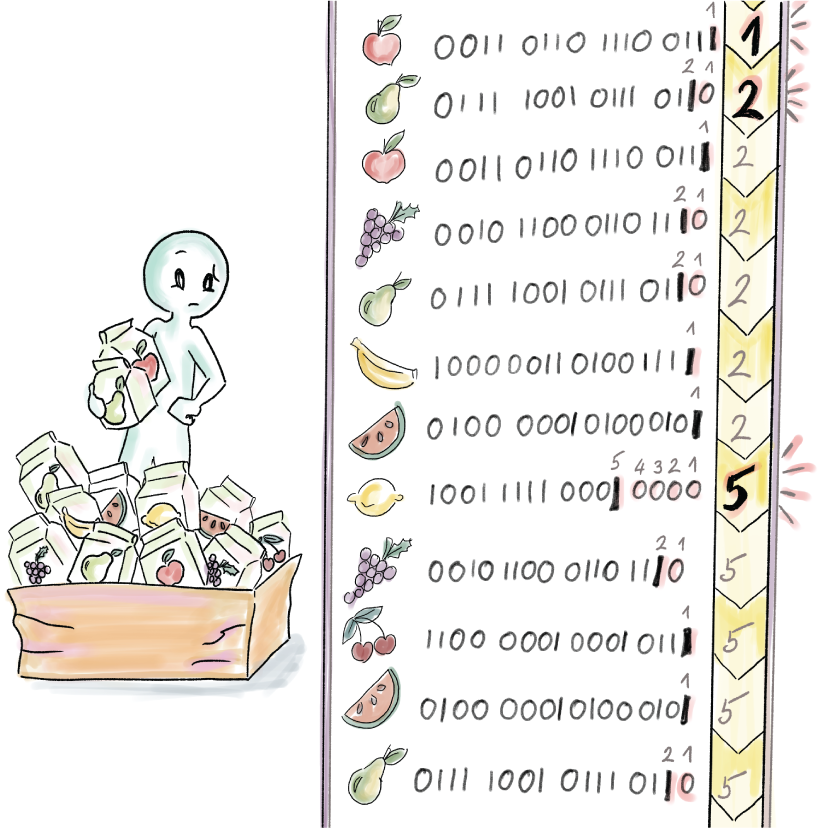 1
0011 0110 1110 0111 1
2 1
0111 1001 0111 0110 2
1
0011 0110 1110 0111 2
2 1
0010 1100 0110 1110 2
2 1
0111 1001 0111 0110 2
1
1000 0011 0100 1111 2
1
0100 0001 0100 0101 2
5 4 3 2 1
1001 1111 0001 0000 5
2 1
0010 1100 0110 1110 5
1
1100 0001 0001 0111 5
1
0100 0001 0100 0101 5
2 1
0111 1001 0111 0110 5